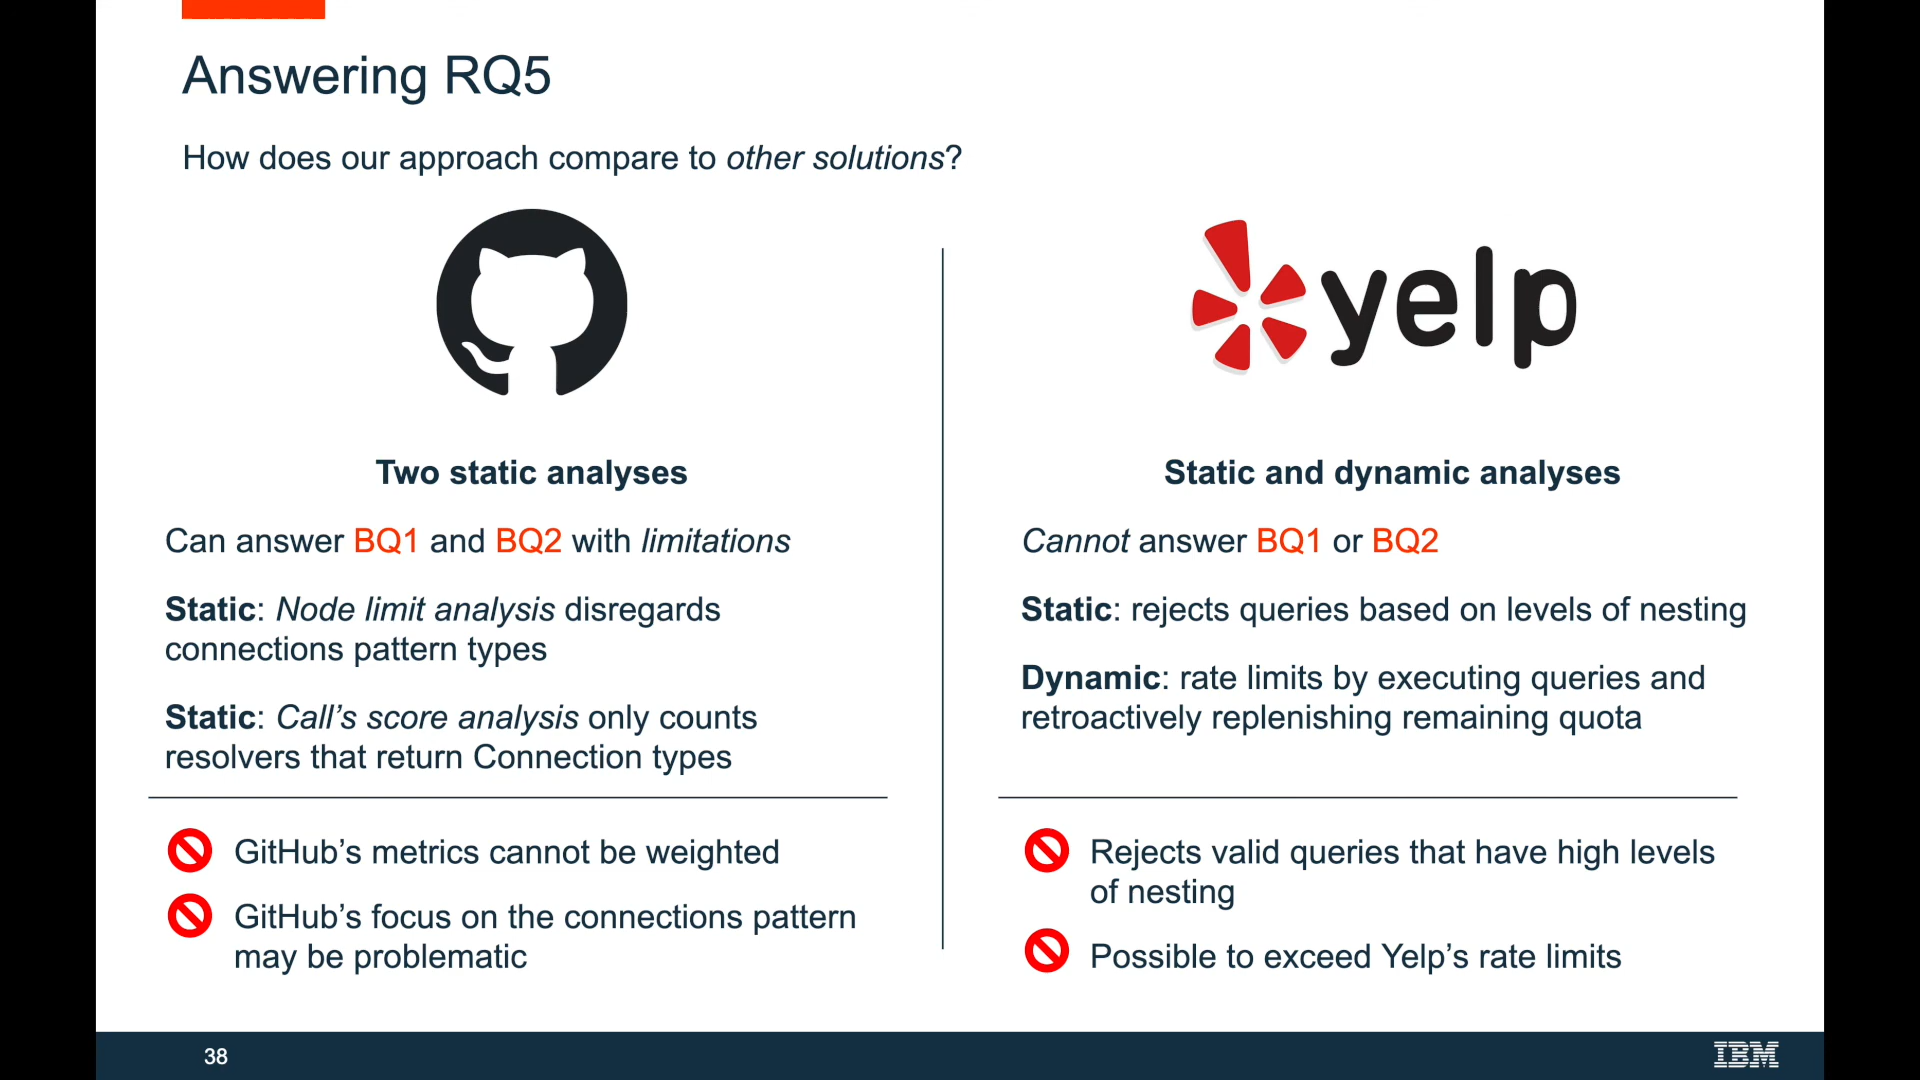 Answering RQ5
How does our approach compare to other solutions?
Two static analyses
Can answer BQ1 and BQ2 with limitations
Static: Node limit analysis disregards
connections pattern types
Static: Call’s score analysis only counts
resolvers that return Connection types
GitHub’s metrics cannot be weighted
GitHub’s focus on the connections pattern
may be problematic
yelp
Static and dynamic analyses
Cannot answer BQ1 or BQ2
Static: rejects queries based on levels of nesting
Dynamic: rate limits by executing queries and
retroactively replenishing remaining quota
Rejects valid queries that have high levels
of nesting
Possible to exceed Yelp’s rate limits
38
IBM